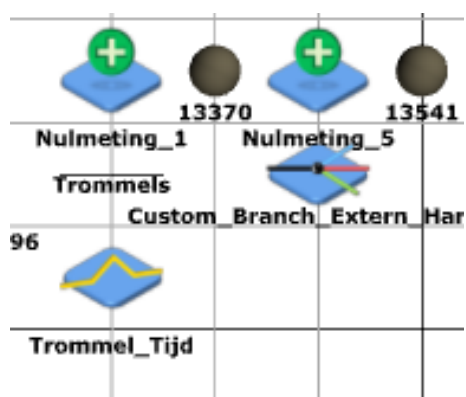 13370 13541
Nulmeting_1 Nulmeting_5
Trommels
Custom_Branch_Extern_Har
96
Trommel_Tijd